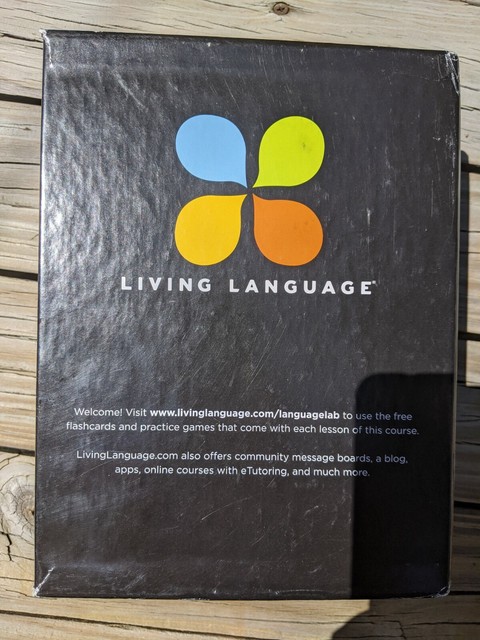 LIVING LANGUAGE®
Welcome! Visit www.livinglanguage.com/languagelab to use the free
flashcards and practice games that come with each lesson of this course.
LivingLanguage.com also offers community message boards, a blog,
apps, online courses with eTutoring, and much more.